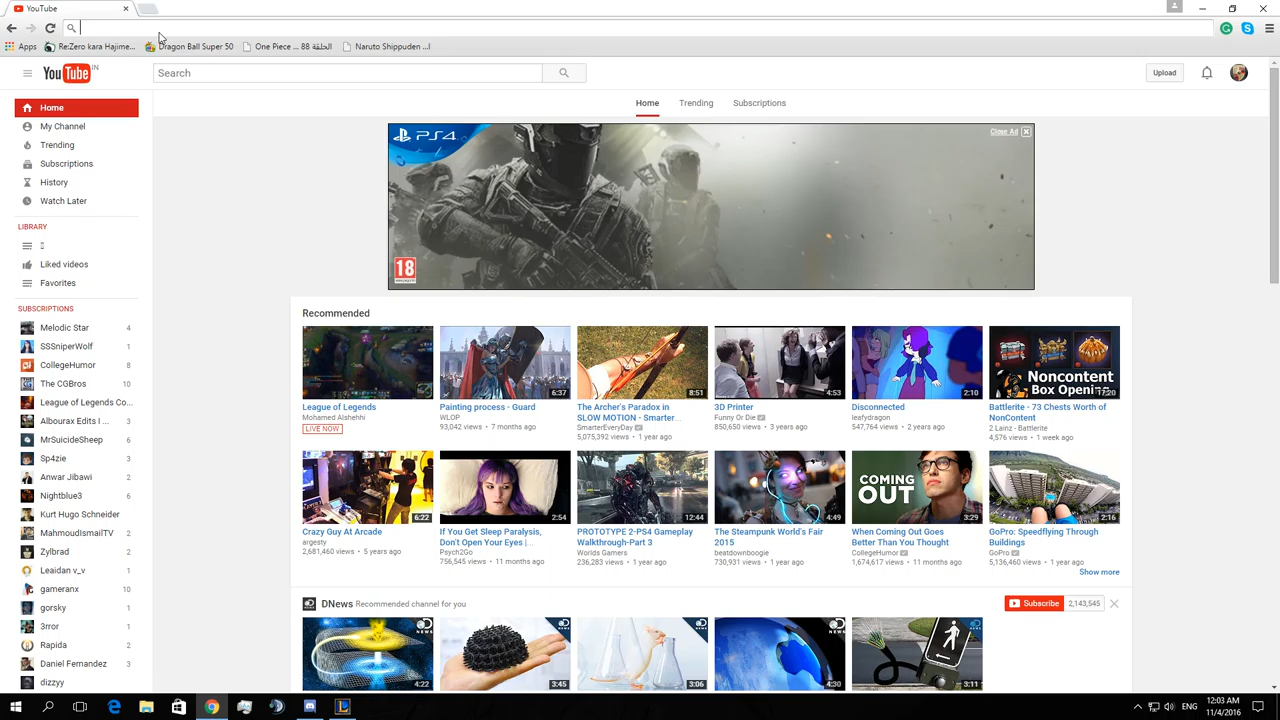 YouTube
Apps
Re:Zero kara Hajime...
Dragon Ball Super 50
One Piece ... 88 الحلقة
Naruto Shippuden ...l
YouTube IN
Search
Upload
Home
Trending
Subscriptions
Home
My Channel
Trending
Subscriptions
History
Watch Later
LIBRARY
Liked videos
Favorites
SUBSCRIPTIONS
Melodic Star 4
SSSniperWolf 1
CollegeHumor 8
The CGBros 10
League of Legends Co...
Albourax Edits I ... 3
MrSuicideSheep 2
Sp4zie 3
Anwar Jibawi 2
Nightblue3 6
Kurt Hugo Schneider
MahmoudIsmailTV 2
Zylbrad 2
Leaidan v_v 1
gameranx 10
gorsky 1
3rror 1
Rapida 2
Daniel Fernandez 3
dizzyy
PS4
Close Ad X
18
Recommended
League of Legends
Mohamed Alshehhi
LIVE NOW
6:37
Painting process - Guard
WLOP
93,042 views • 7 months ago
8:51
The Archer's Paradox in
SLOW MOTION - Smarter...
SmarterEveryDay
5,075,392 views • 1 year ago
4:53
3D Printer
Funny Or Die
850,650 views • 3 years ago
2:10
Disconnected
leafydragon
547,764 views • 2 years ago
Noncontent
Box Opening
17:20
Battlerite - 73 Chests Worth of
NonContent
2 Lainz - Battlerite
4,576 views • 1 week ago
6:22
Crazy Guy At Arcade
argesty
2,681,460 views • 5 years ago
2:54
If You Get Sleep Paralysis,
Don't Open Your Eyes |...
Psych2Go
756,545 views • 11 months ago
12:44
PROTOTYPE 2-PS4 Gameplay
Walkthrough-Part 3
Worlds Gamers
236,283 views • 1 year ago
4:49
The Steampunk World's Fair
2015
beatdownboogie
730,931 views • 1 year ago
COMING
OUT
3:29
When Coming Out Goes
Better Than You Thought
CollegeHumor
1,674,617 views • 11 months ago
2:16
GoPro: Speedflying Through
Buildings
GoPro
5,136,460 views • 1 year ago
Show more
DNews Recommended channel for you
Subscribe 2,143,545
NEWS
4:22
NEWS
3:45
NEWS
3:06
NEWS
4:30
NEWS
3:11
ENG
12:03 AM
11/4/2016